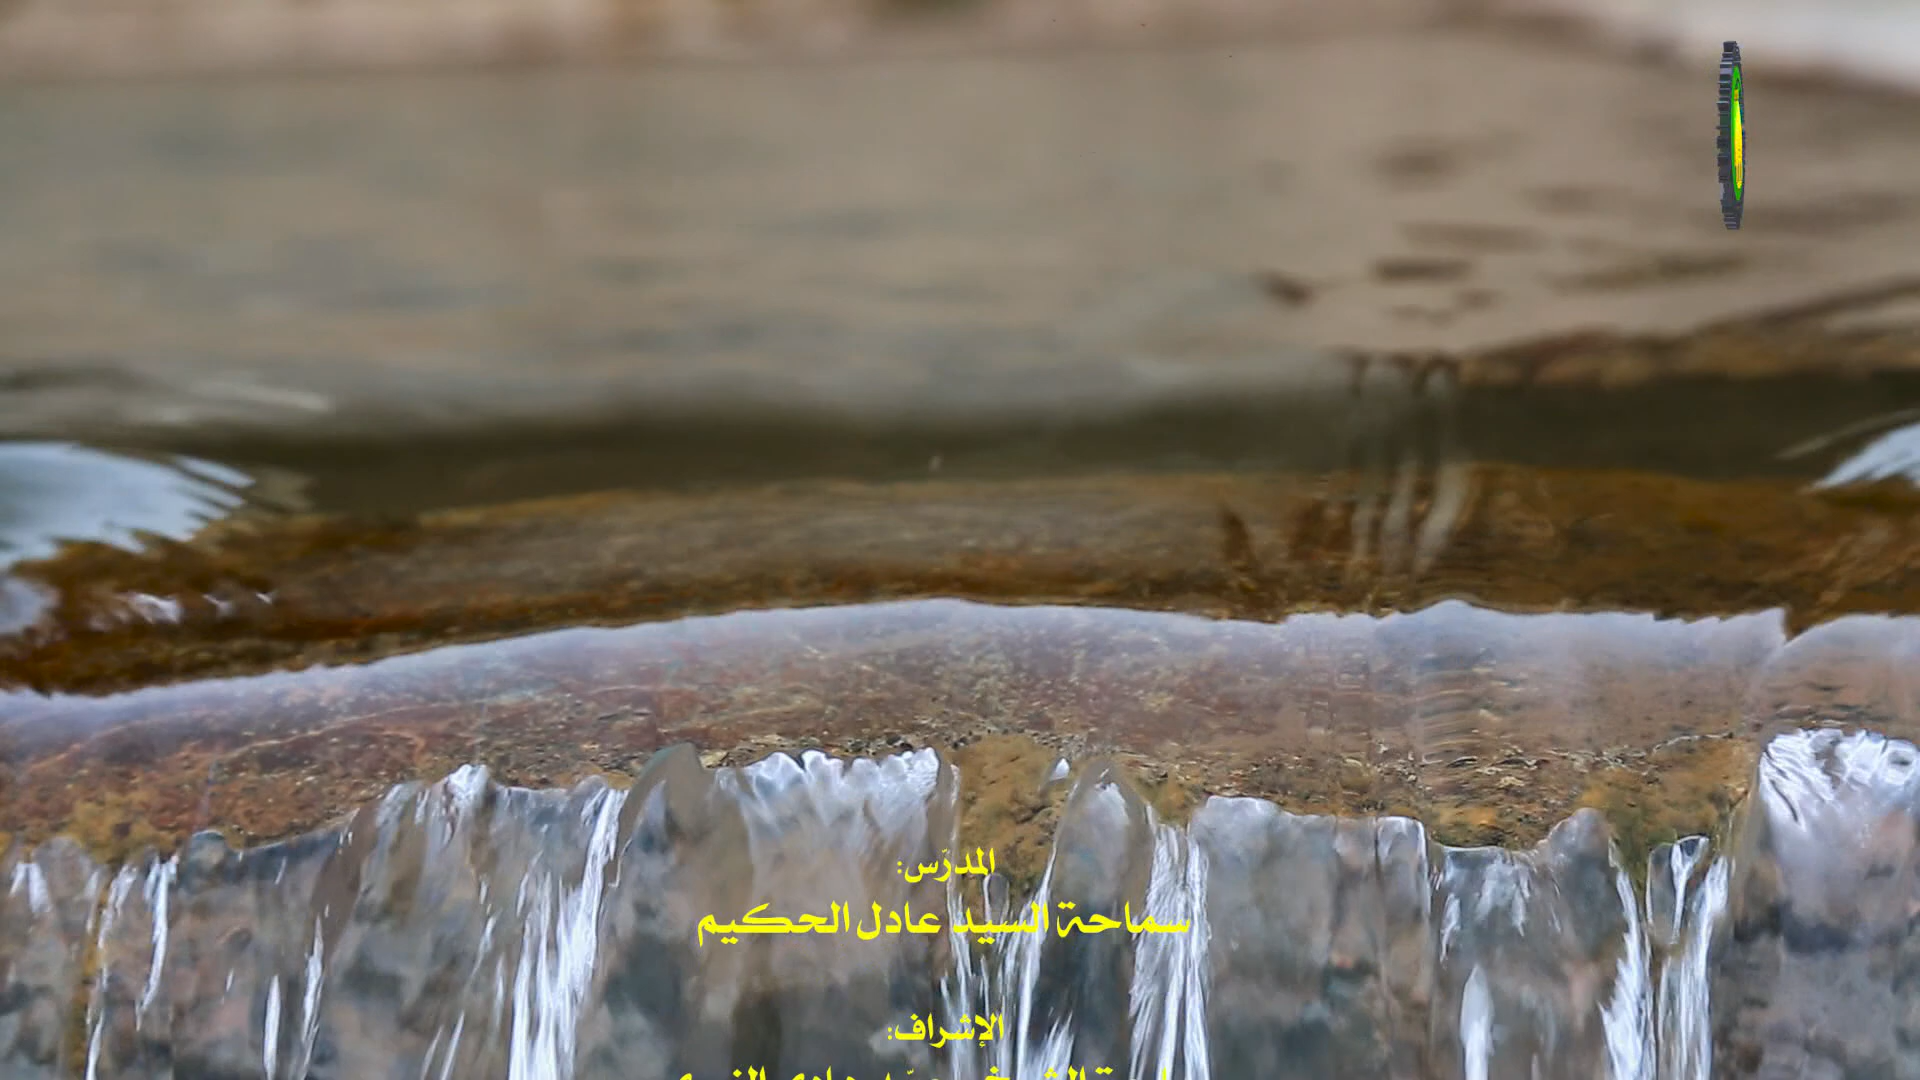 المدرّس:
سماحة السيد عادل الحكيم
الإشراف: